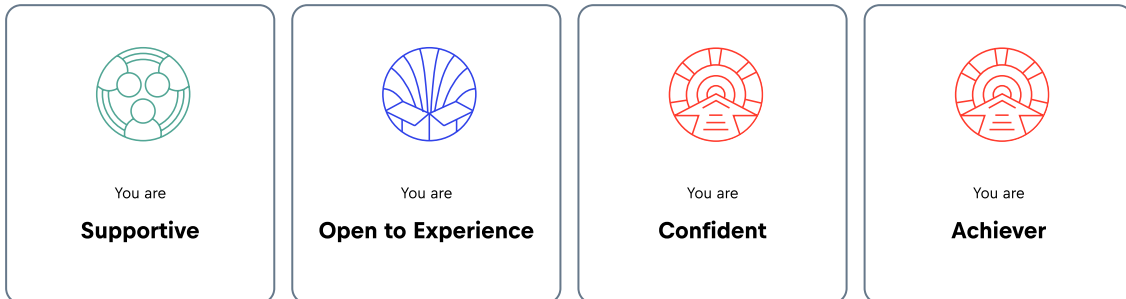 You are
Supportive
You are
Open to Experience
You are
Confident
You are
Achiever